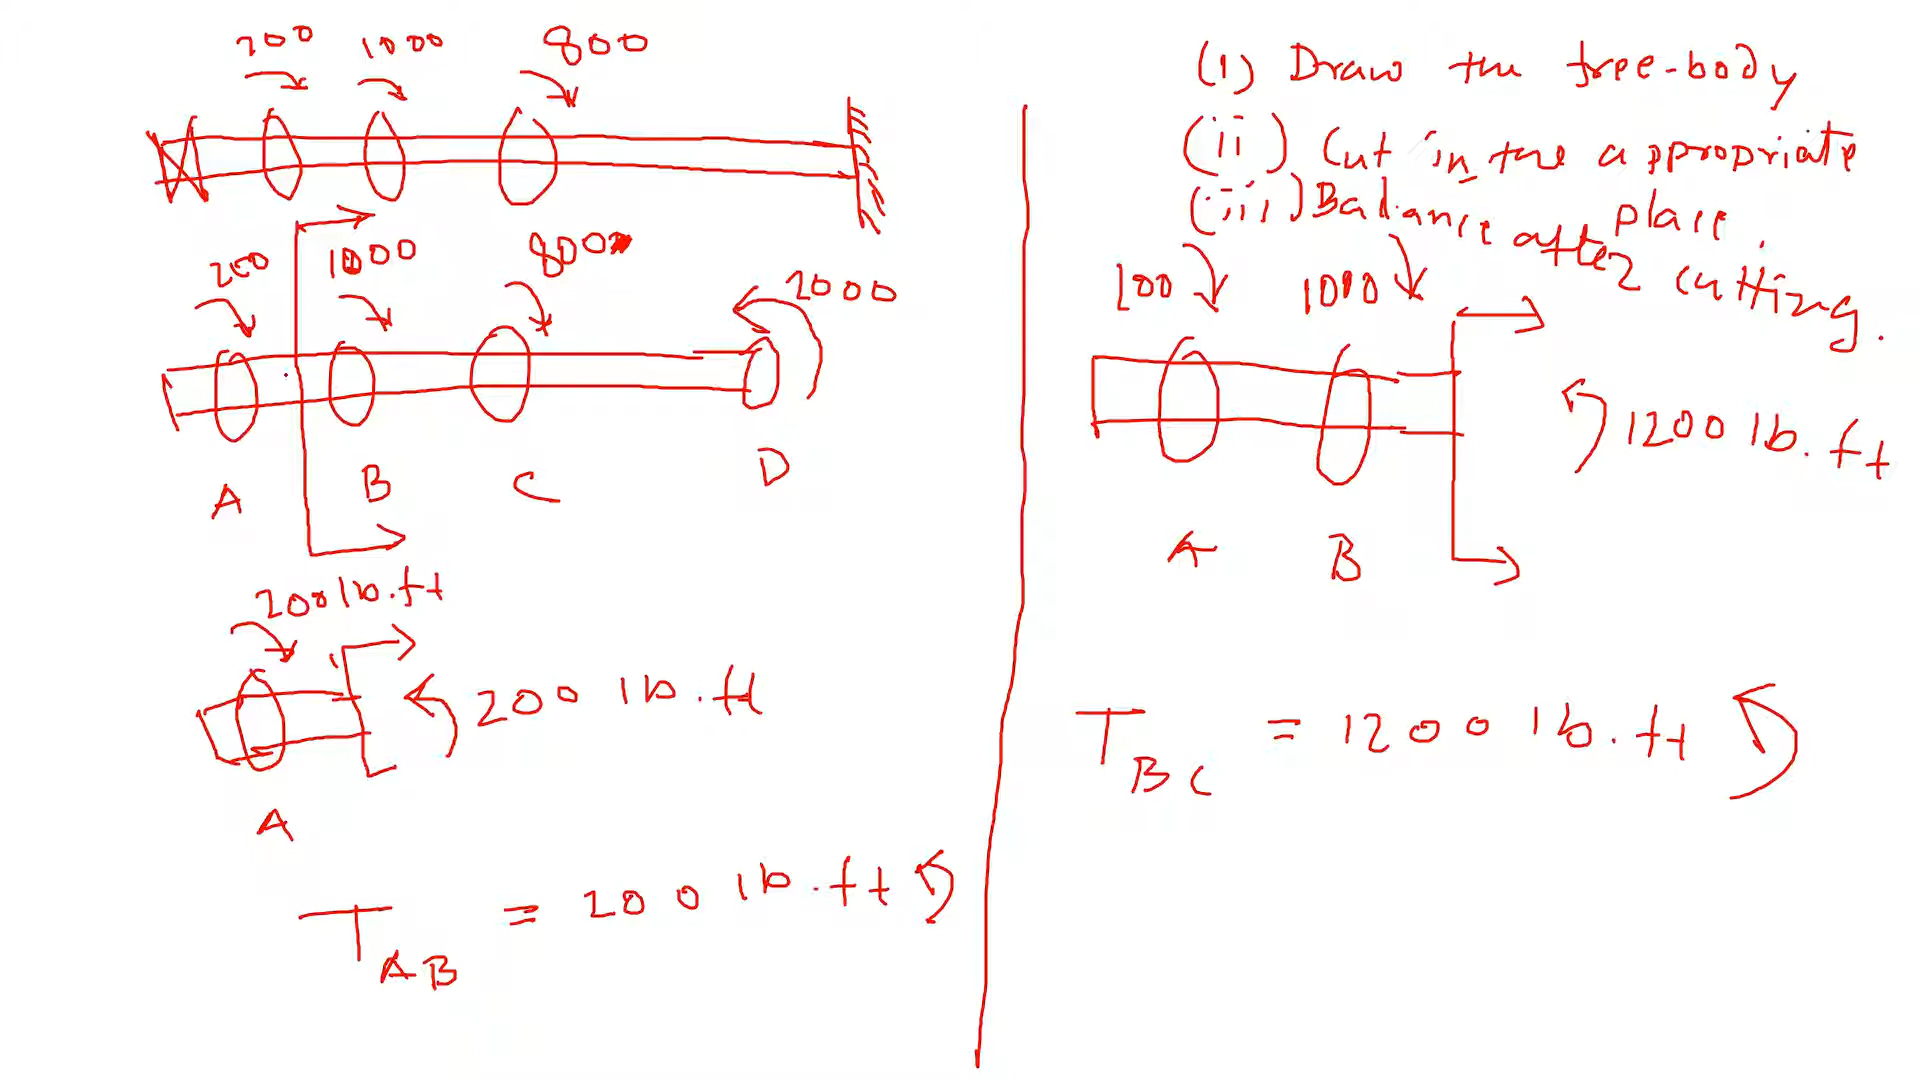 200 1000 800
200 1000 800 2000
A B C D
200 lb.ft
200 lb.ft
A
T_AB = 200 lb.ft
(i) Draw the free-body
(ii) Cut in the appropriate
place.
(iii) Balance after cutting.
200 1000
1200 lb.ft
A B
T_BC = 1200 lb.ft